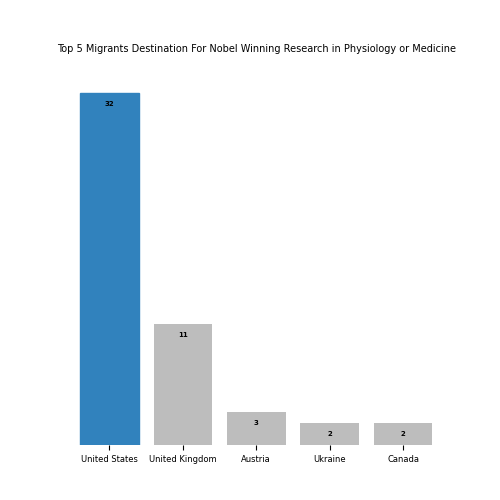 Top 5 Migrants Destination For Nobel Winning Research in Physiology or Medicine
32
11
3
2
2
United States
United Kingdom
Austria
Ukraine
Canada